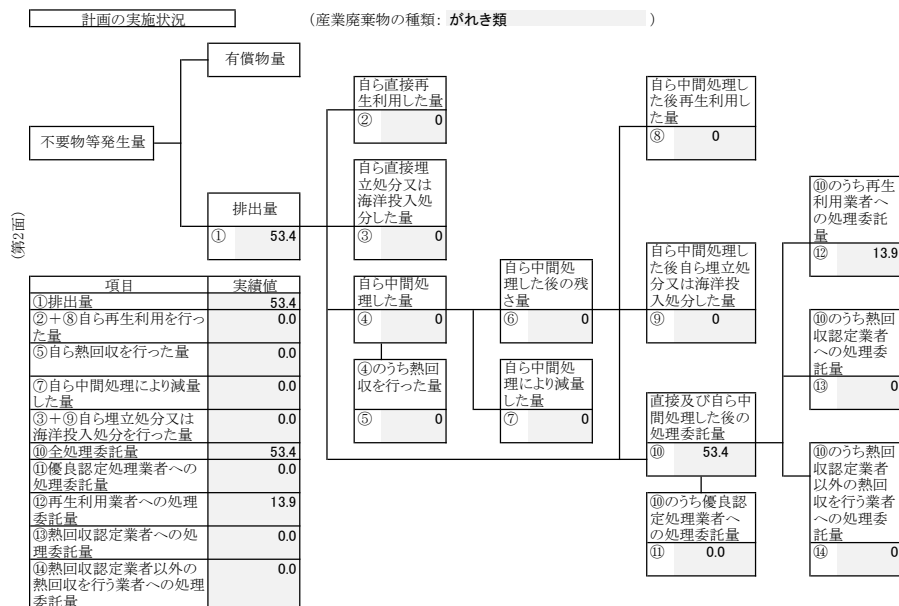 計画の実施状況
(産業廃棄物の種類: がれき類 )
有償物量
不要物等発生量
排出量
① 53.4
(第2面)
自ら直接再
生利用した量
② 0
自ら直接埋
立処分又は
海洋投入処
分した量
③ 0
自ら中間処
理した量
④ 0
④のうち熱回
収を行った量
⑤ 0
自ら中間処
理した後の残
さ量
⑥ 0
自ら中間処
理により減量
した量
⑦ 0
自ら中間処理し
た後再生利用し
た量
⑧ 0
自ら中間処理し
た後自ら埋立処
分又は海洋投
入処分した量
⑨ 0
直接及び自ら中
間処理した後の
処理委託量
⑩ 53.4
⑩のうち優良認
定処理業者へ
の処理委託量
⑪ 0.0
⑩のうち再生
利用業者へ
の処理委託
量
⑫ 13.9
⑩のうち熱回
収認定業者
への処理委
託量
⑬ 0
⑩のうち熱回
収認定業者
以外の熱回
収を行う業者
への処理委
託量
⑭ 0
項目 実績値
①排出量 53.4
②+⑧自ら再生利用を行っ 0.0
た量
⑤自ら熱回収を行った量 0.0
⑦自ら中間処理により減量 0.0
した量
③+⑨自ら埋立処分又は 0.0
海洋投入処分を行った量
⑩全処理委託量 53.4
⑪優良認定処理業者への 0.0
処理委託量
⑫再生利用業者への処理 13.9
委託量
⑬熱回収認定業者への処 0.0
理委託量
⑭熱回収認定業者以外の 0.0
熱回収を行う業者への処理
委託量